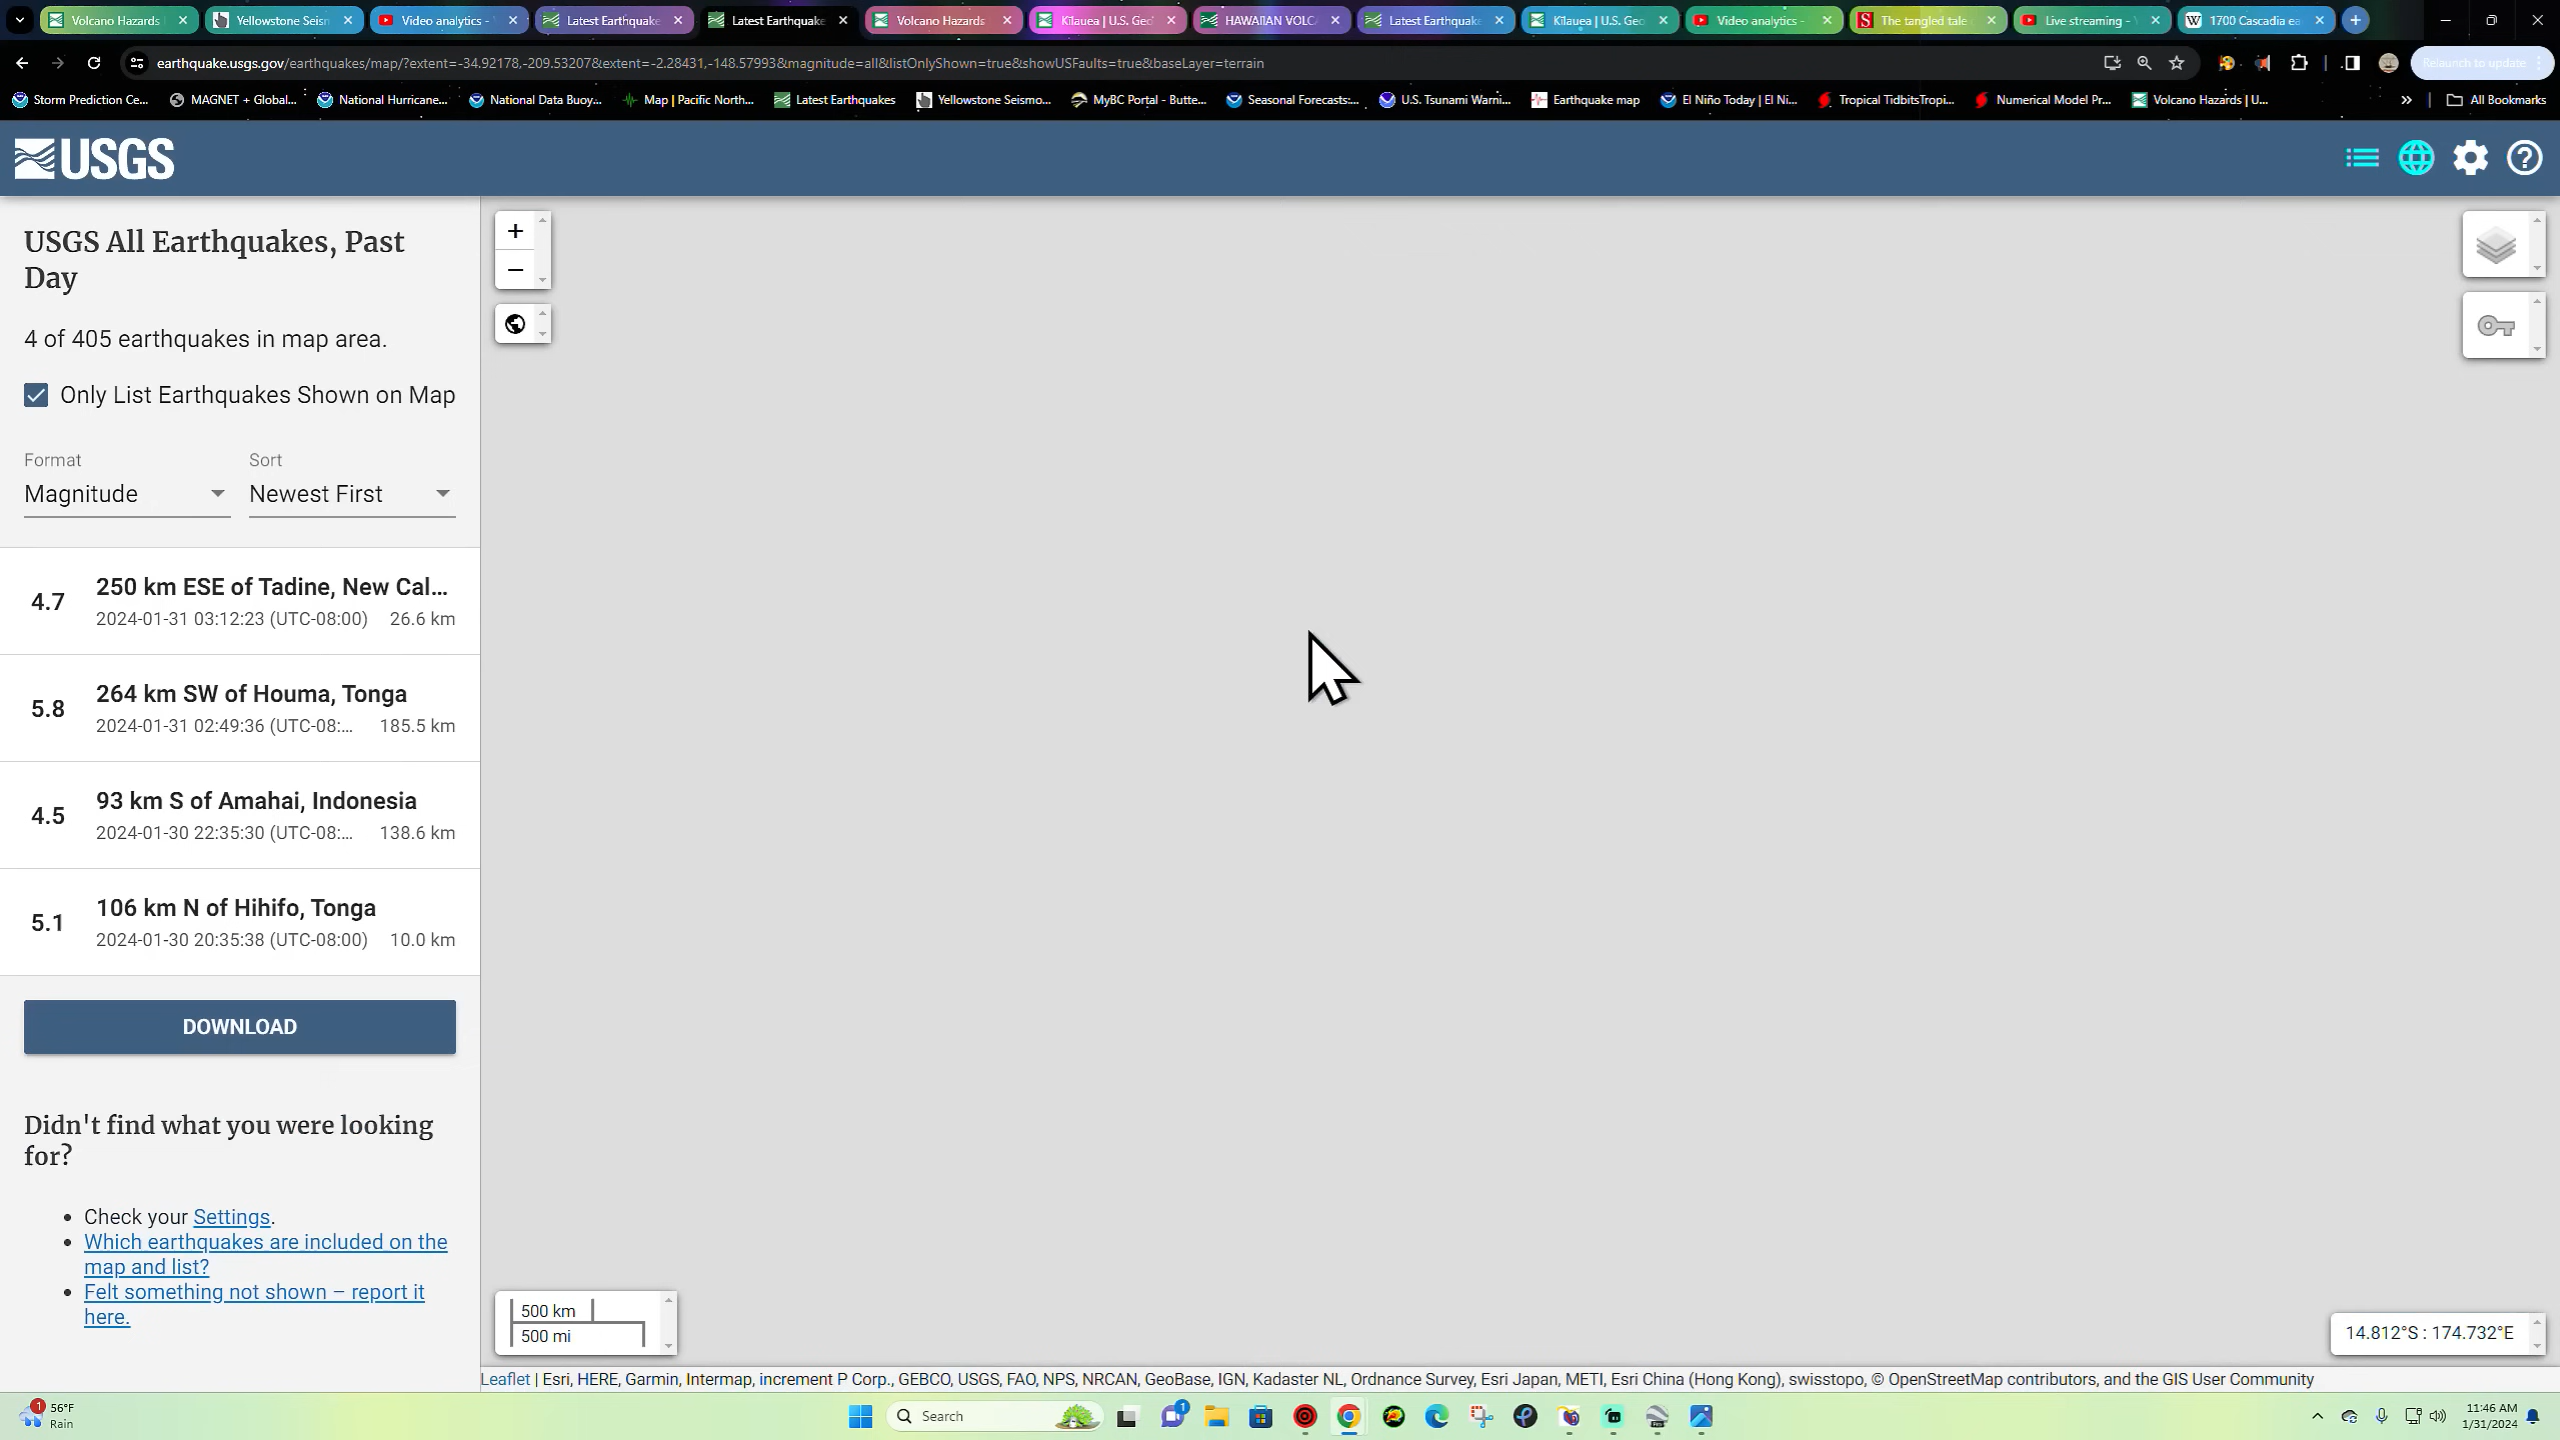 Volcano Hazards
Yellowstone Seism
Video analytics -
Latest Earthquake
Latest Earthquake
Volcano Hazards
Kīlauea | U.S. Geo
HAWAIIAN VOLC
Latest Earthquake
Kīlauea | U.S. Geo
Video analytics -
The tangled tale
Live streaming -
1700 Cascadia ea
earthquake.usgs.gov/earthquakes/map/?extent=-34.92178,-209.53207&extent=-2.28431,-148.57993&magnitude=all&listOnlyShown=true&showUSFaults=true&baseLayer=terrain
Relaunch to update
Storm Prediction Ce...
MAGNET + Global...
National Hurricane...
National Data Buoy...
Map | Pacific North...
Latest Earthquakes
Yellowstone Seismo...
MyBC Portal - Butte...
Seasonal Forecasts:...
U.S. Tsunami Warni...
Earthquake map
El Niño Today | El Ni...
Tropical TidbitsTropi...
Numerical Model Pr...
Volcano Hazards | U...
All Bookmarks
USGS
USGS All Earthquakes, Past
Day
4 of 405 earthquakes in map area.
Only List Earthquakes Shown on Map
Format
Sort
Magnitude
Newest First
4.7
250 km ESE of Tadine, New Cal...
2024-01-31 03:12:23 (UTC-08:00) 26.6 km
5.8
264 km SW of Houma, Tonga
2024-01-31 02:49:36 (UTC-08:... 185.5 km
4.5
93 km S of Amahai, Indonesia
2024-01-30 22:35:30 (UTC-08:... 138.6 km
5.1
106 km N of Hihifo, Tonga
2024-01-30 20:35:38 (UTC-08:00) 10.0 km
DOWNLOAD
Didn't find what you were looking
for?
Check your Settings.
Which earthquakes are included on the
map and list?
Felt something not shown – report it
here.
+
−
500 km
500 mi
14.812°S : 174.732°E
Leaflet | Esri, HERE, Garmin, Intermap, increment P Corp., GEBCO, USGS, FAO, NPS, NRCAN, GeoBase, IGN, Kadaster NL, Ordnance Survey, Esri Japan, METI, Esri China (Hong Kong), swisstopo, © OpenStreetMap contributors, and the GIS User Community
1
56°F
Rain
Search
1
11:46 AM
1/31/2024